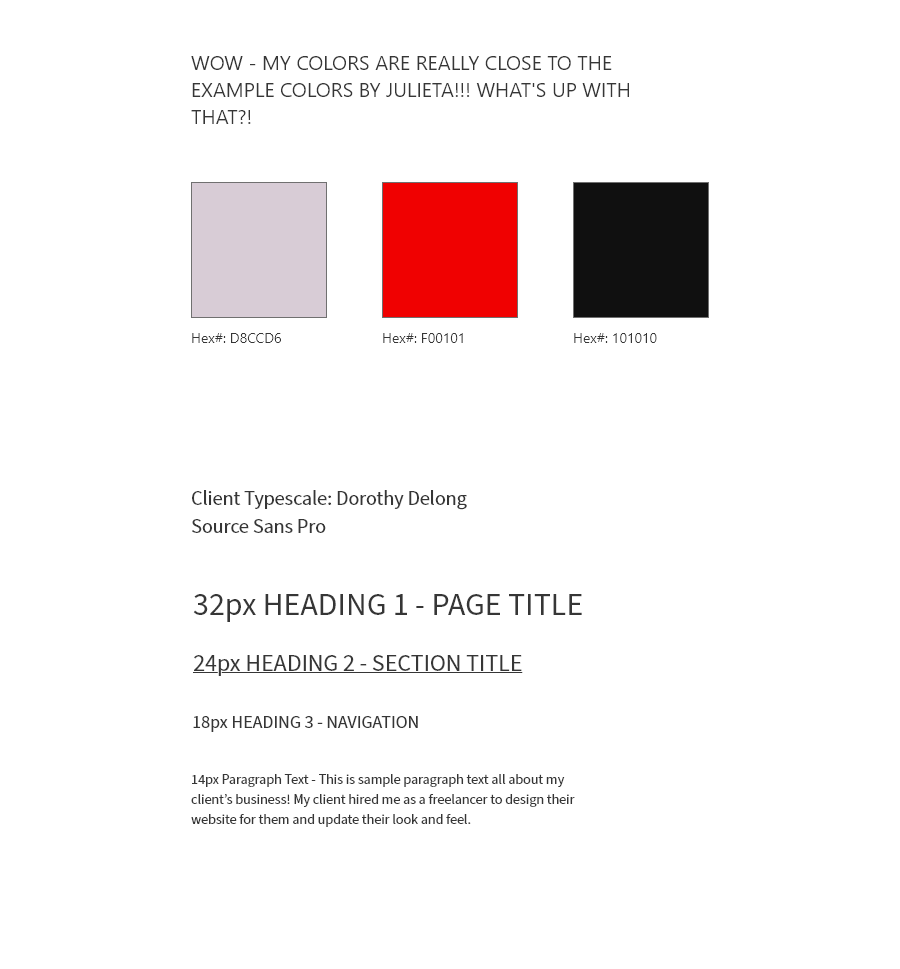 WOW - MY COLORS ARE REALLY CLOSE TO THE
EXAMPLE COLORS BY JULIETA!!! WHAT'S UP WITH
THAT?!
Hex#: D8CCD6
Hex#: F00101
Hex#: 101010
Client Typescale: Dorothy Delong
Source Sans Pro
32px HEADING 1 - PAGE TITLE
24px HEADING 2 - SECTION TITLE
18px HEADING 3 - NAVIGATION
14px Paragraph Text - This is sample paragraph text all about my
client’s business! My client hired me as a freelancer to design their
website for them and update their look and feel.